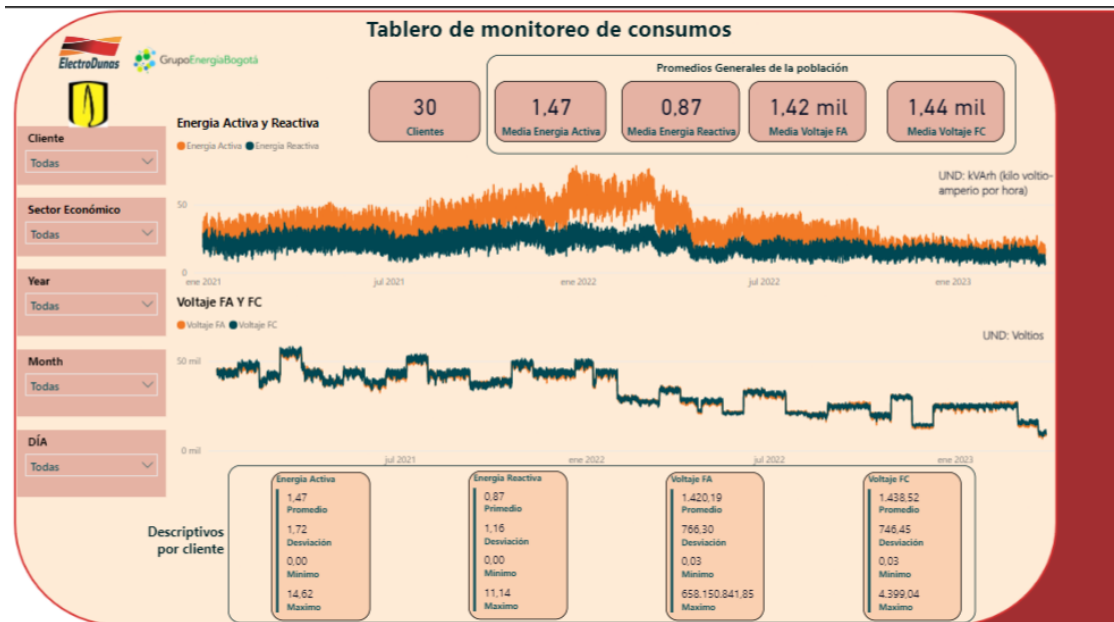 Tablero de monitoreo de consumos
ElectroDunas
GrupoEnergíaBogotá
Promedios Generales de la población
30
Clientes
1,47
Media Energia Activa
0,87
Media Energia Reactiva
1,42 mil
Media Voltaje FA
1,44 mil
Media Voltaje FC
Cliente
Todas
Sector Económico
Todas
Year
Todas
Month
Todas
DÍA
Todas
Energia Activa y Reactiva
Energía Activa Energía Reactiva
UND: kVArh (kilo voltio-
amperio por hora)
50
0
ene 2021 jul 2021 ene 2022 jul 2022 ene 2023
Voltaje FA Y FC
Voltaje FA Voltaje FC
UND: Voltios
50 mil
0 mil
jul 2021 ene 2022 jul 2022 ene 2023
Descriptivos
por cliente
Energia Activa
1,47
Promedio
1,72
Desviación
0,00
Minimo
14,62
Maximo
Energia Reactiva
0,87
Primedio
1,16
Desviación
0,00
Minimo
11,14
Maximo
Voltaje FA
1.420,19
Promedio
766,30
Desviación
0,03
Minimo
658.150.841,85
Maximo
Voltaje FC
1.438,52
Promedio
746,45
Desviación
0,03
Minimo
4.399,04
Maximo